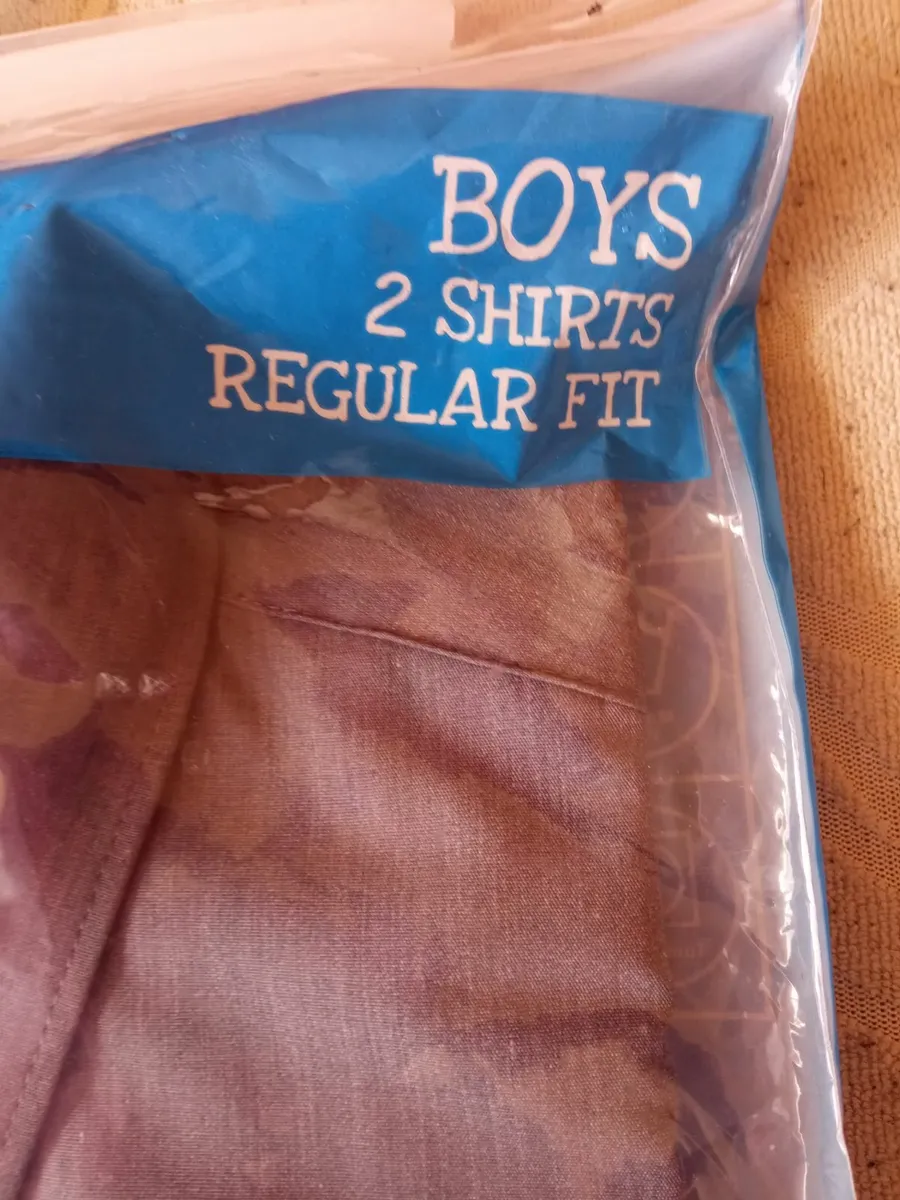 BOYS
2 SHIRTS
REGULAR FIT